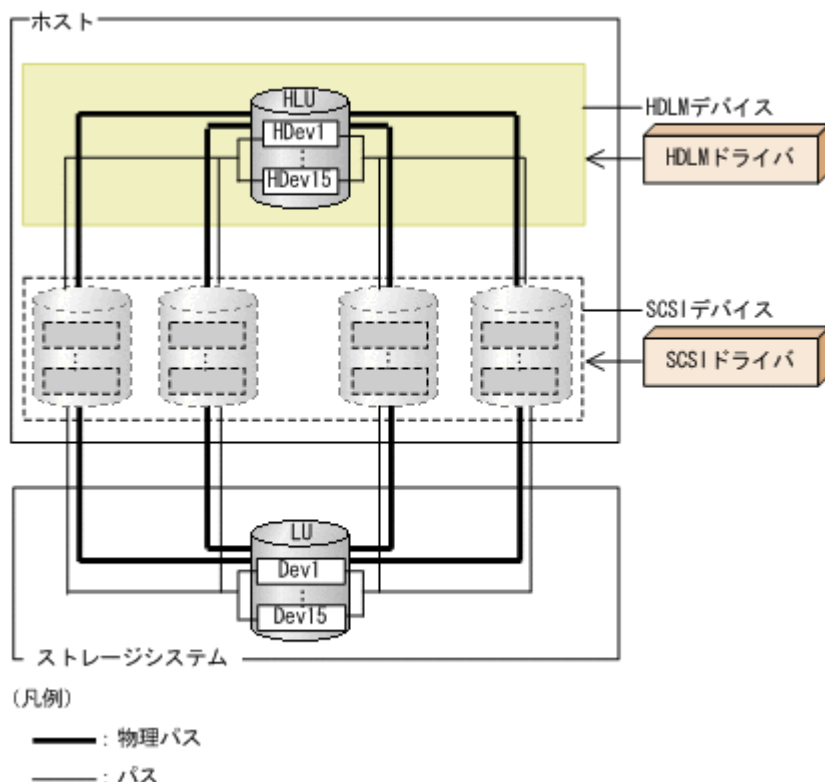 ホスト
HLU
HDev1
HDev15
HDLMデバイス
HDLMドライバ
SCSIデバイス
SCSIドライバ
LU
Dev1
Dev15
ストレージシステム
(凡例)
: 物理パス
: パス